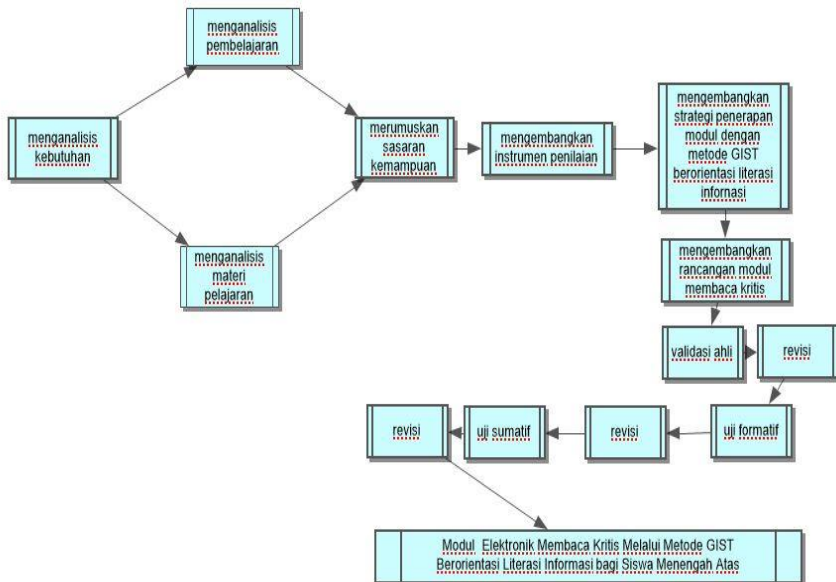 menganalisis
pembelajaran
menganalisis
kebutuhan
menganalisis
materi
pelajaran
merumuskan
sasaran
kemampuan
mengembangkan
instrumen penilaian
mengembangkan
strategi penerapan
modul dengan
metode GIST
berorientasi literasi
infornasi
mengembangkan
rancangan modul
membaca kritis
validasi ahli
revisi
uji formatif
revisi
uji sumatif
revisi
Modul Elektronik Membaca Kritis Melalui Metode GIST
Berorientasi Literasi Informasi bagi Siswa Menengah Atas